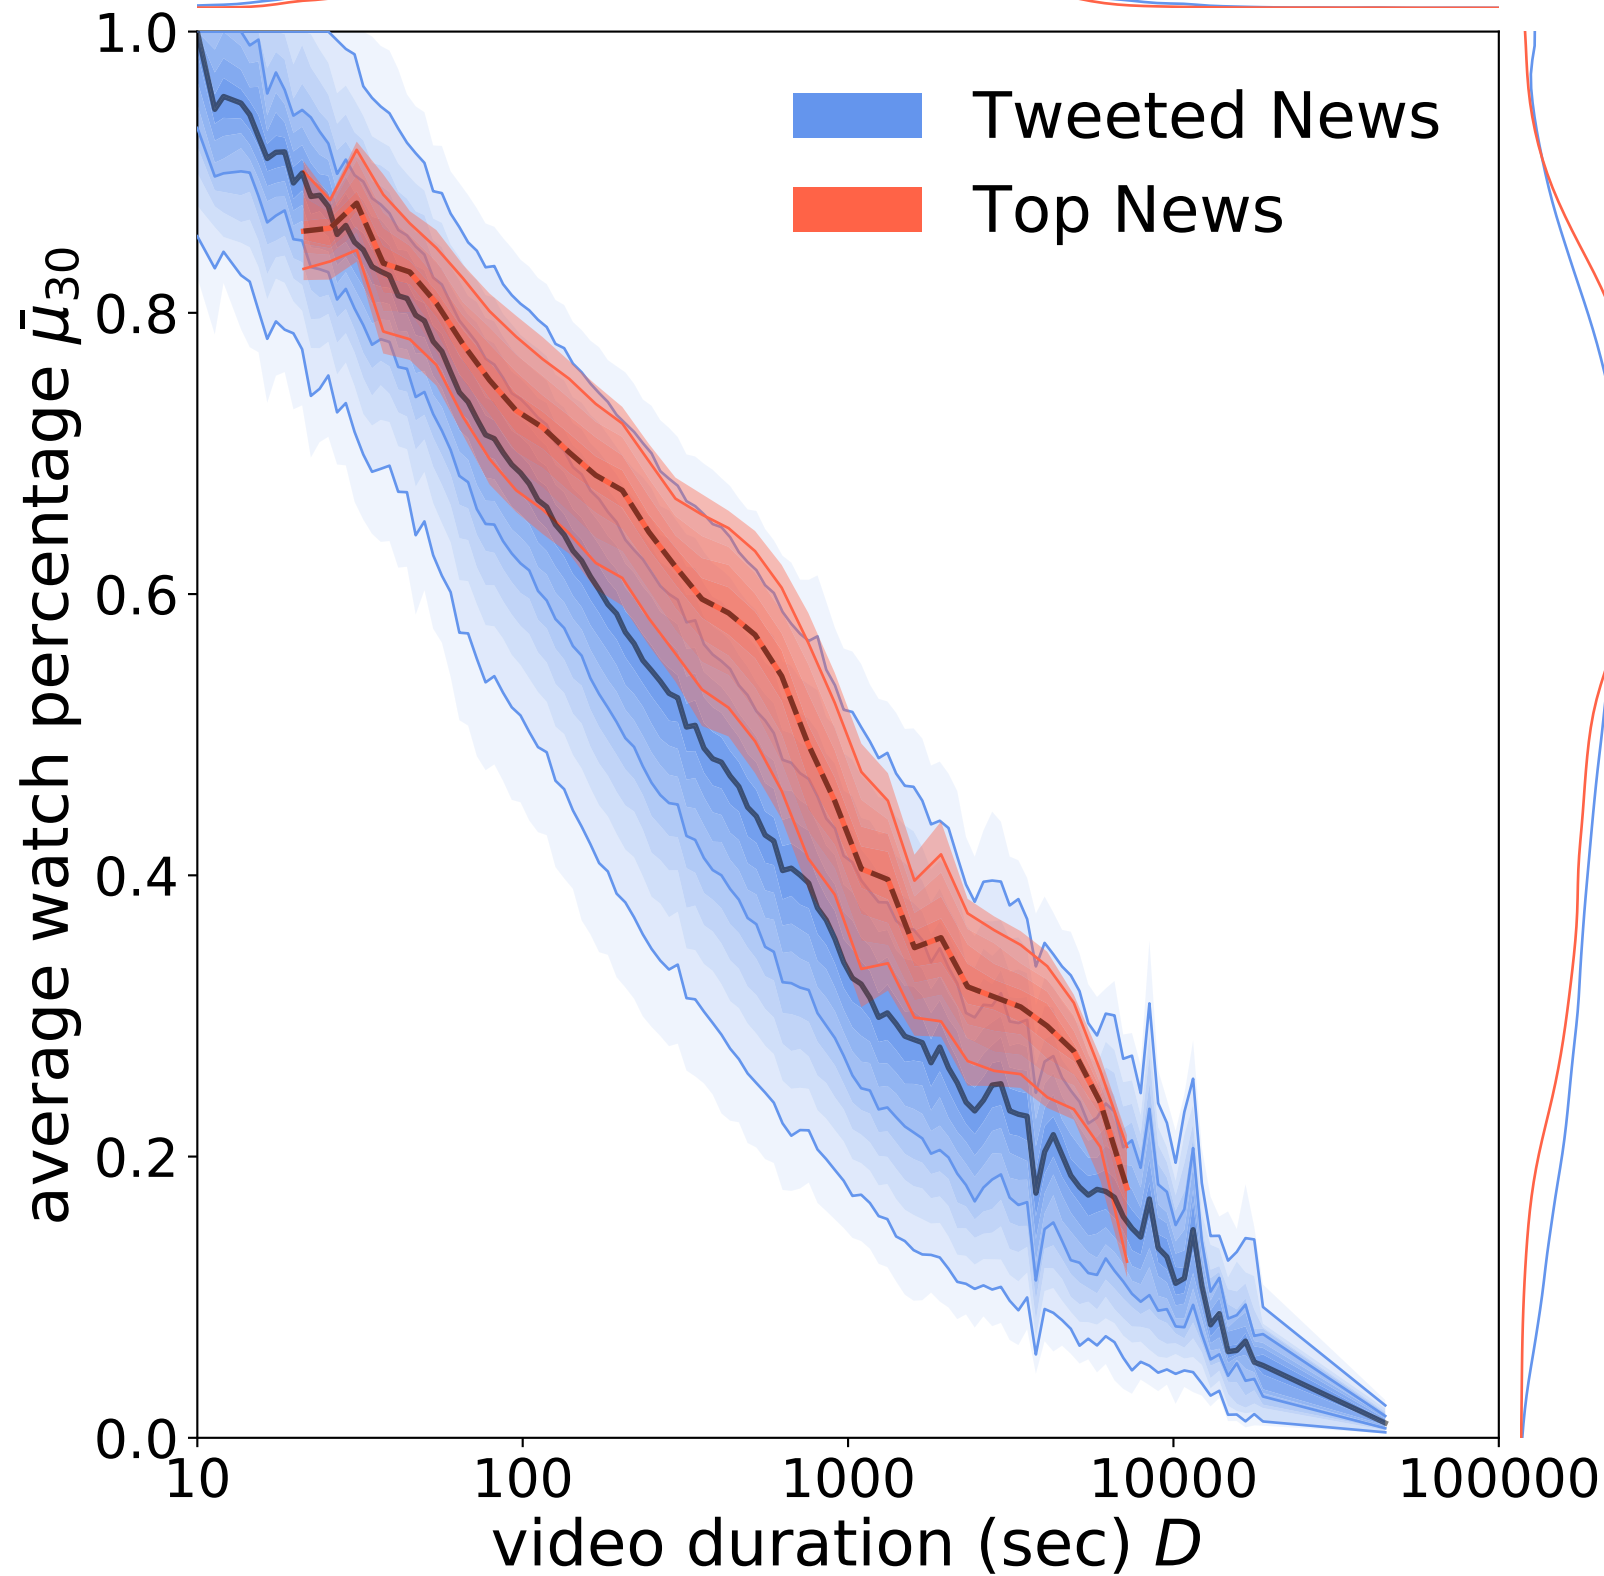 1.0
0.8
0.6
0.4
0.2
0.0
average watch percentage μ̄₃₀
Tweeted News
Top News
10 100 1000 10000 100000
video duration (sec) D